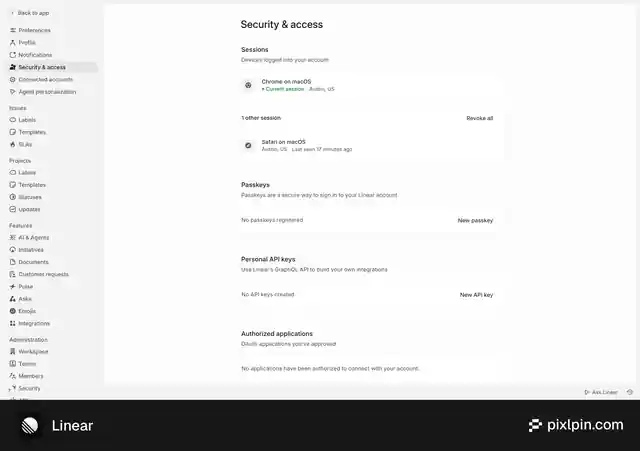 Back to app
Preferences
Profile
Notifications
Security & access
Connected accounts
Agent personalization
Issues
Labels
Templates
SLAs
Projects
Labels
Templates
Statuses
Updates
Features
AI & Agents
Initiatives
Documents
Customer requests
Pulse
Asks
Emojis
Integrations
Administration
Workspace
Teams
Members
Security
Security & access
Sessions
Devices logged into your account
Chrome on macOS
Current session Avdno, US
1 other session Revoke all
Safari on macOS
Last seen 17 minutes ago
Passkeys
Passkeys are a secure way to sign in to your Linear account
No passkeys registered New passkey
Personal API keys
Use Linear's GraphQL API to build your own integrations
No API keys created New API key
Authorized applications
OAuth applications you've approved
No applications have been authorized to connect with your account.
Ask Linear
Linear
pixlpin.com